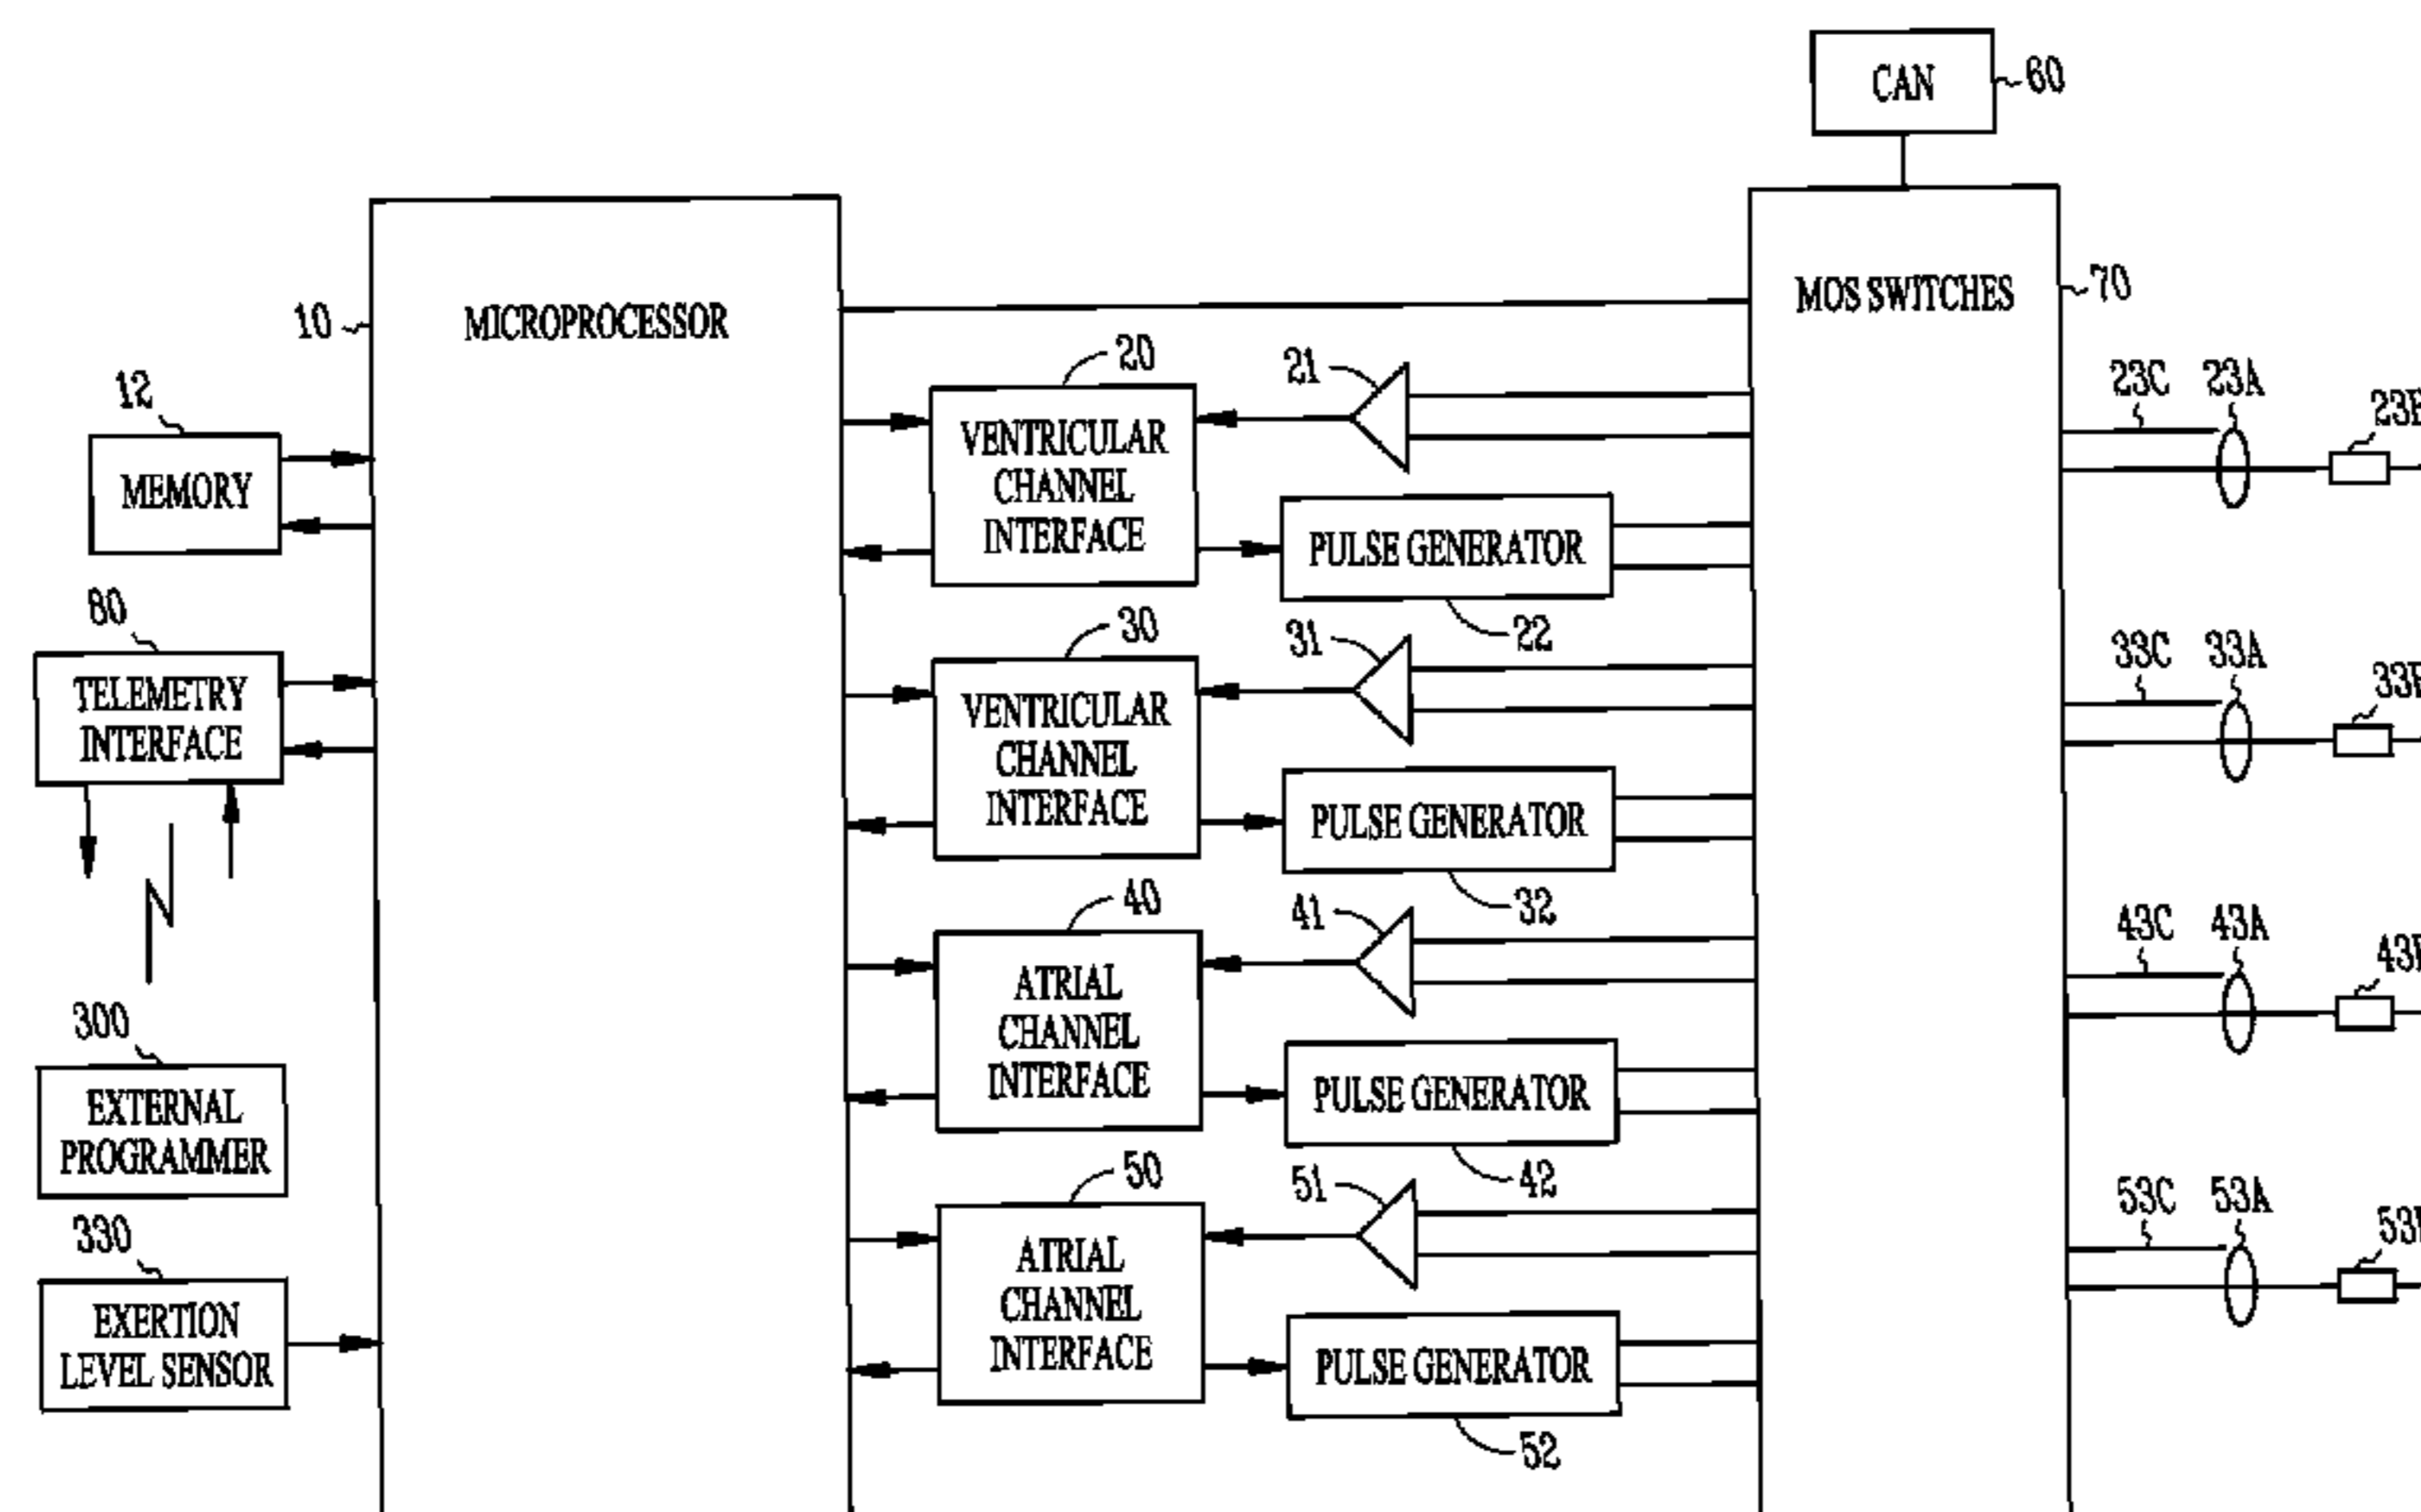 CAN
60
MICROPROCESSOR
10
MOS SWITCHES
70
12
MEMORY
20
VENTRICULAR
CHANNEL
INTERFACE
21
PULSE GENERATOR
22
23C
23A
80
TELEMETRY
INTERFACE
30
VENTRICULAR
CHANNEL
INTERFACE
31
PULSE GENERATOR
32
33C
33A
40
ATRIAL
CHANNEL
INTERFACE
41
PULSE GENERATOR
42
43C
43A
300
EXTERNAL
PROGRAMMER
50
ATRIAL
CHANNEL
INTERFACE
51
PULSE GENERATOR
52
53C
53A
330
EXERTION
LEVEL SENSOR